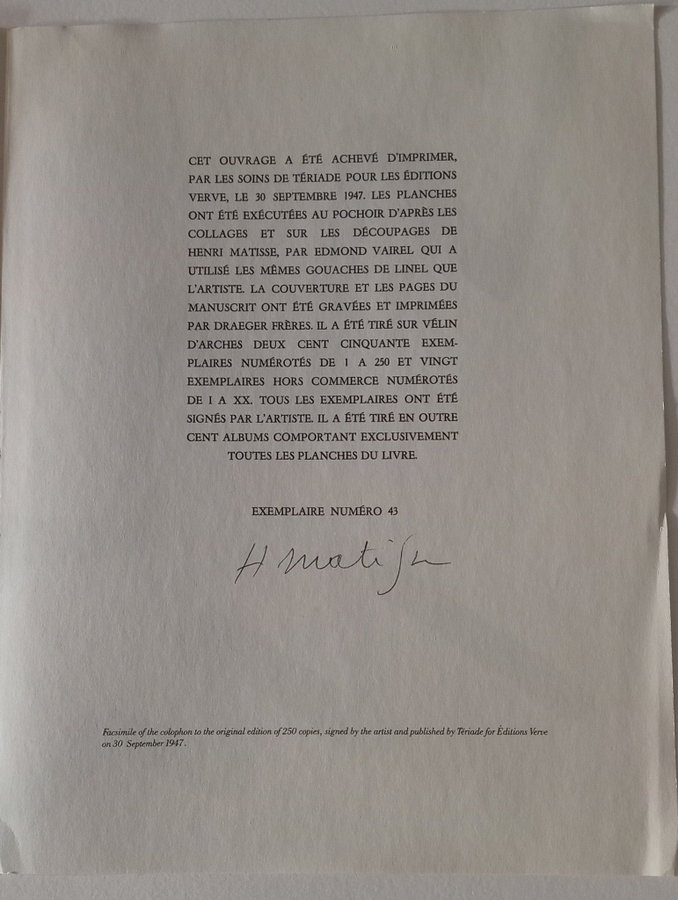 CET OUVRAGE A ÉTÉ ACHEVÉ D'IMPRIMER,
PAR LES SOINS DE TÉRIADE POUR LES ÉDITIONS
VERVE, LE 30 SEPTEMBRE 1947. LES PLANCHES
ONT ÉTÉ EXÉCUTÉES AU POCHOIR D'APRÈS LES
COLLAGES ET SUR LES DÉCOUPAGES DE
HENRI MATISSE, PAR EDMOND VAIREL QUI A
UTILISÉ LES MÊMES GOUACHES DE LINEL QUE
L'ARTISTE. LA COUVERTURE ET LES PAGES DU
MANUSCRIT ONT ÉTÉ GRAVÉES ET IMPRIMÉES
PAR DRAEGER FRÈRES. IL A ÉTÉ TIRÉ SUR VÉLIN
D'ARCHES DEUX CENT CINQUANTE EXEM-
PLAIRES NUMÉROTÉS DE 1 A 250 ET VINGT
EXEMPLAIRES HORS COMMERCE NUMÉROTÉS
DE I A XX. TOUS LES EXEMPLAIRES ONT ÉTÉ
SIGNÉS PAR L'ARTISTE. IL A ÉTÉ TIRÉ EN OUTRE
CENT ALBUMS COMPORTANT EXCLUSIVEMENT
TOUTES LES PLANCHES DU LIVRE.
EXEMPLAIRE NUMÉRO 43
H Matisse
Facsimile of the colophon to the original edition of 250 copies, signed by the artist and published by Tériade for Éditions Verve
on 30 September 1947.